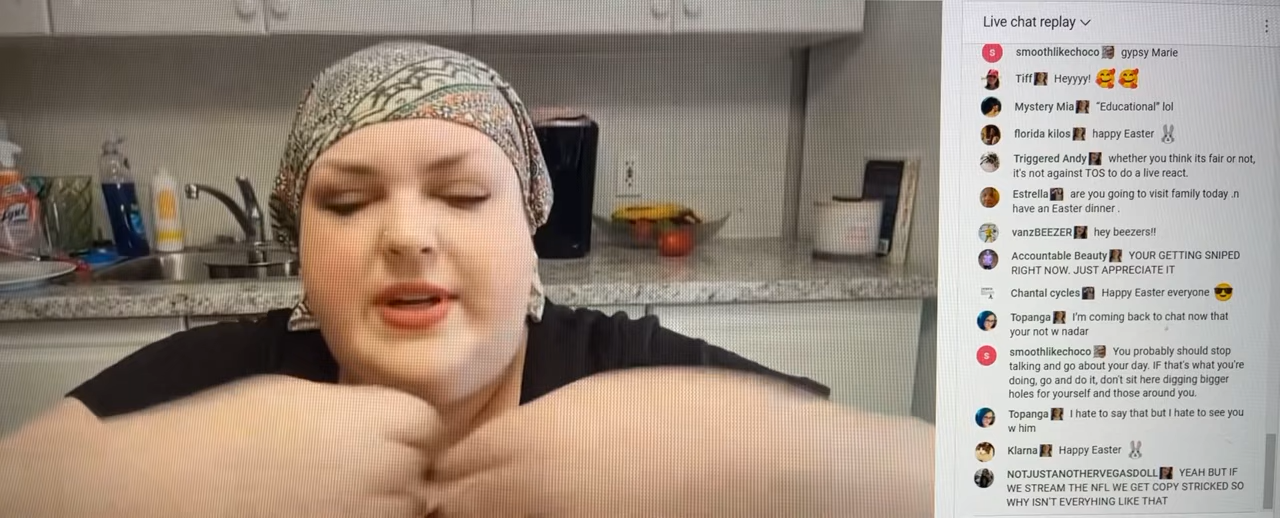 Live chat replay
smoothlikechoco gypsy Marie
Tiff Heyyyy! 🥰 🥰
Mystery Mia "Educational" lol
florida kilos happy Easter 🐰
Triggered Andy whether you think its fair or not,
it's not against TOS to do a live react.
Estrella are you going to visit family today .n
have an Easter dinner .
vanzBEEZER hey beezers!!
Accountable Beauty YOUR GETTING SNIPED
RIGHT NOW. JUST APPRECIATE IT
Chantal cycles Happy Easter everyone 😎
Topanga I'm coming back to chat now that
your not w nadar
S
smoothlikechoco You probably should stop
talking and go about your day. IF that's what you're
doing, go and do it, don't sit here digging bigger
holes for yourself and those around you.
Topanga I hate to say that but I hate to see you
w him
Klarna Happy Easter 🐰
NOTJUSTANOTHERVEGASDOLL YEAH BUT IF
WE STREAM THE NFL WE GET COPY STRICKED SO
WHY ISN'T EVERYHING LIKE THAT